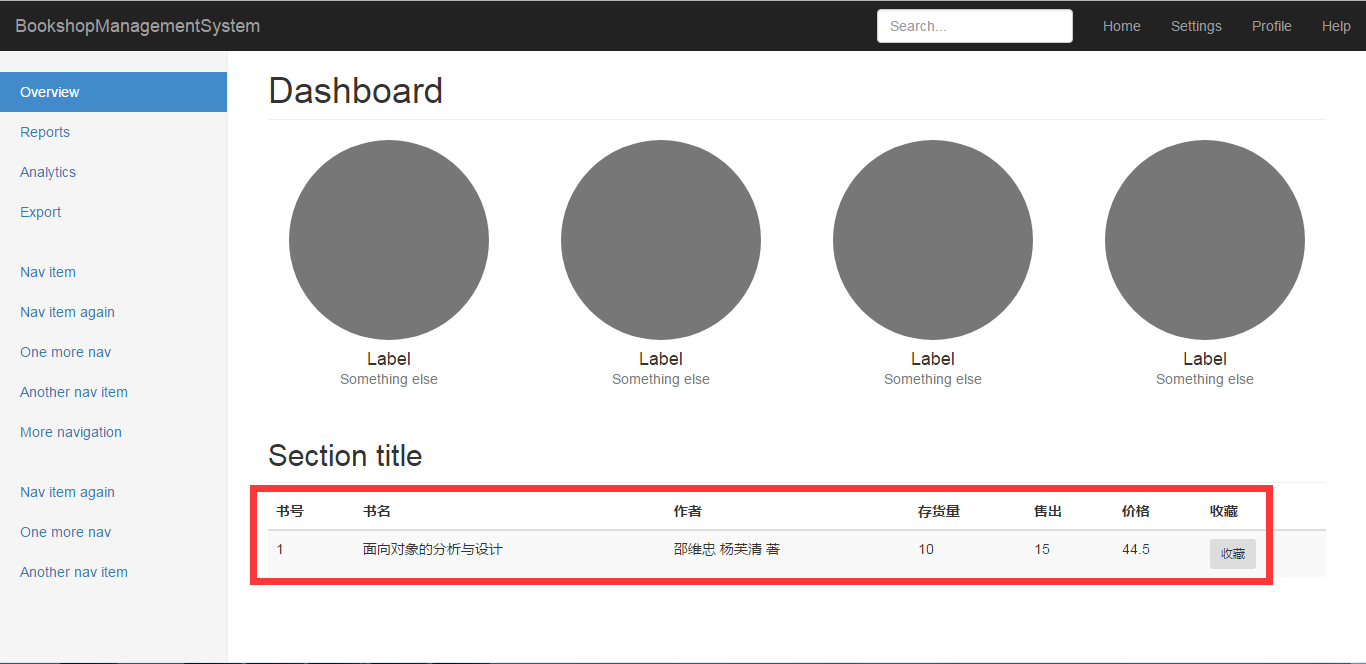 BookshopManagementSystem
Search...
Home Settings Profile Help
Overview
Reports
Analytics
Export
Nav item
Nav item again
One more nav
Another nav item
More navigation
Nav item again
One more nav
Another nav item
Dashboard
Label Label Label Label
Something else Something else Something else Something else
Section title
书号 书名 作者 存货量 售出 价格 收藏
1 面向对象的分析与设计 邵维忠 杨芙清 著 10 15 44.5 收藏